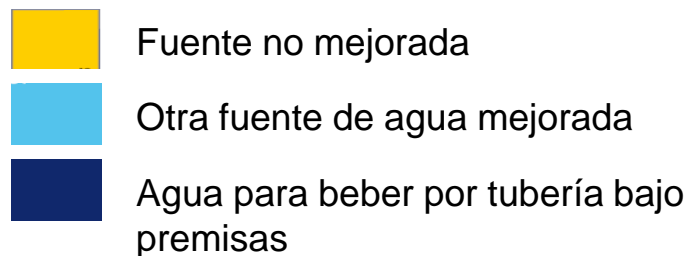 Fuente no mejorada
Otra fuente de agua mejorada
Agua para beber por tubería bajo
premisas